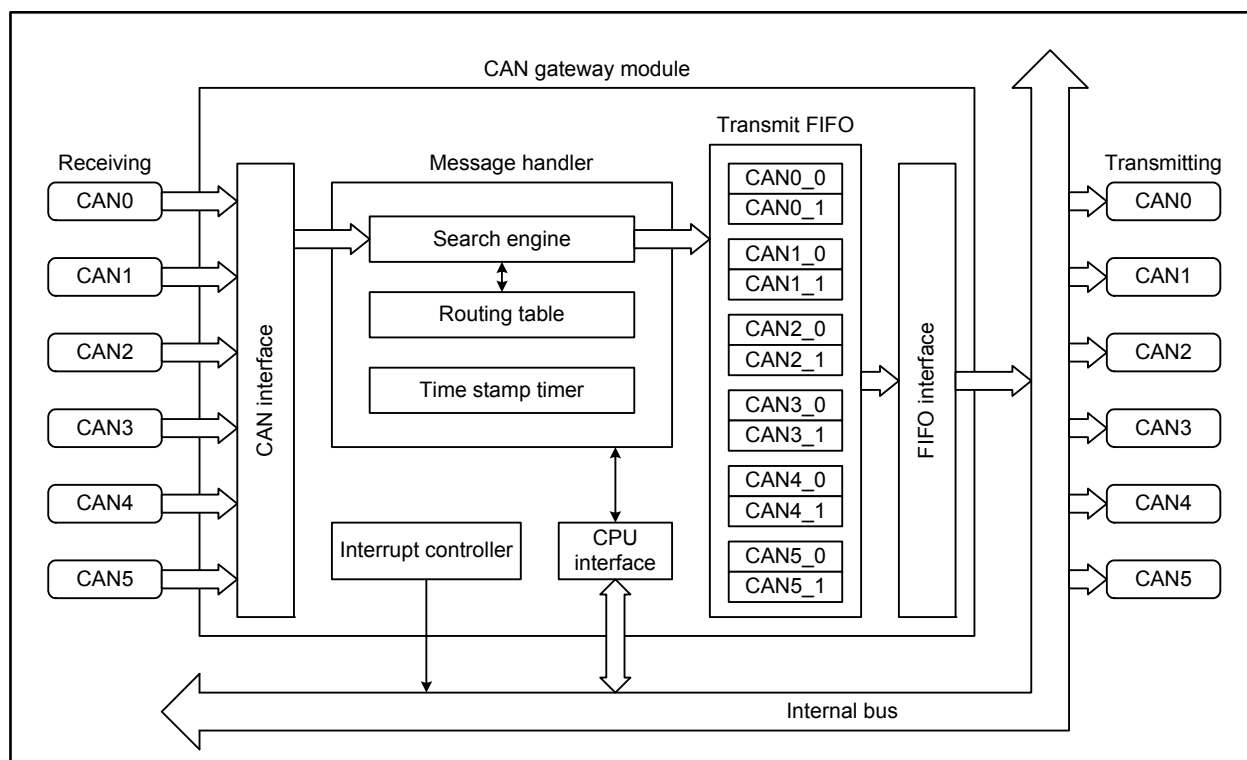 CAN gateway module
Receiving
CAN0
CAN1
CAN2
CAN3
CAN4
CAN5
CAN interface
Message handler
Search engine
Routing table
Time stamp timer
Interrupt controller
CPU
interface
Transmit FIFO
CAN0_0
CAN0_1
CAN1_0
CAN1_1
CAN2_0
CAN2_1
CAN3_0
CAN3_1
CAN4_0
CAN4_1
CAN5_0
CAN5_1
FIFO interface
Transmitting
CAN0
CAN1
CAN2
CAN3
CAN4
CAN5
Internal bus